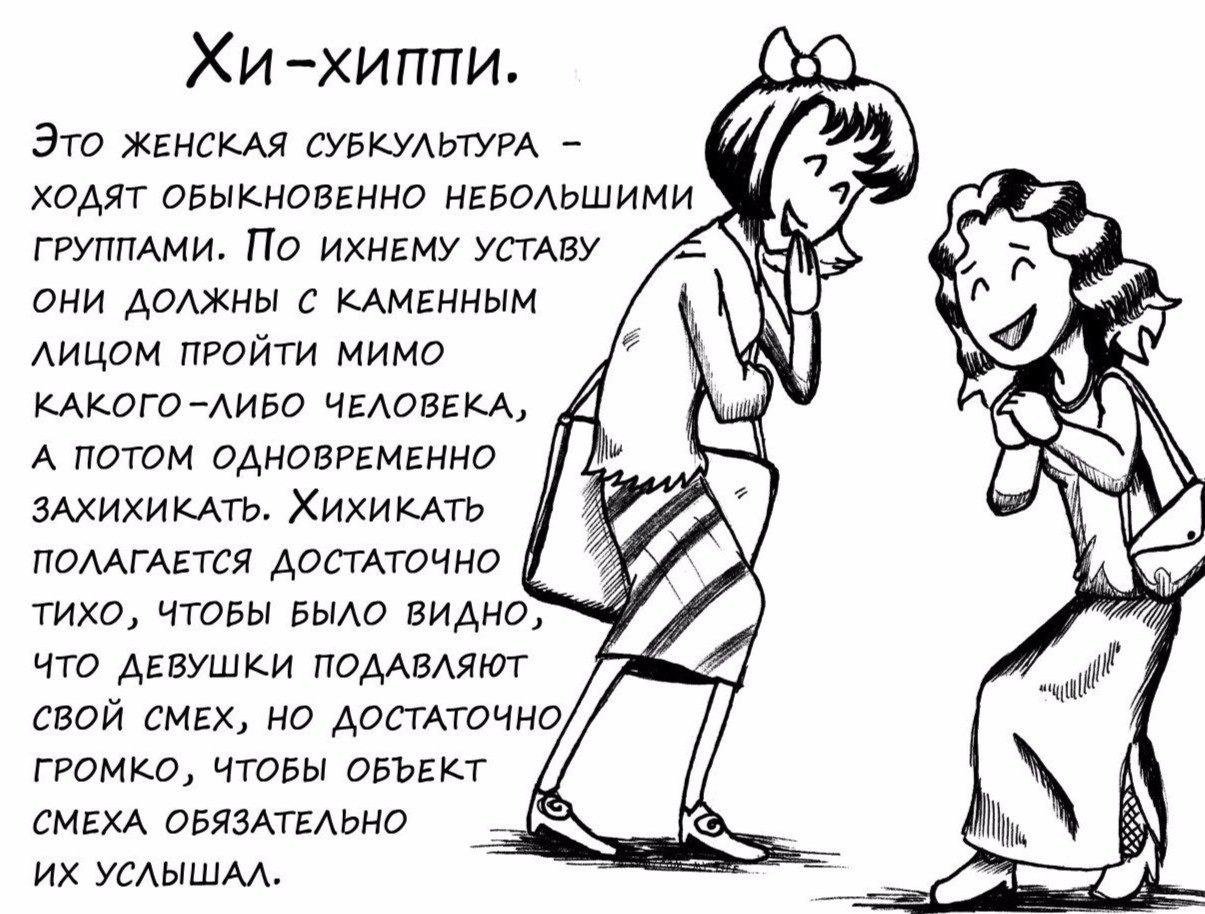 Хи-хиппи.
Это женская субкультура -
ходят обыкновенно небольшими
группами. По ихнему уставу
они должны с каменным
лицом пройти мимо
какого-либо человека,
а потом одновременно
захихикать. Хихикать
полагается достаточно
тихо, чтобы было видно,
что девушки подавляют
свой смех, но достаточно
громко, чтобы объект
смеха обязательно
их услышал.